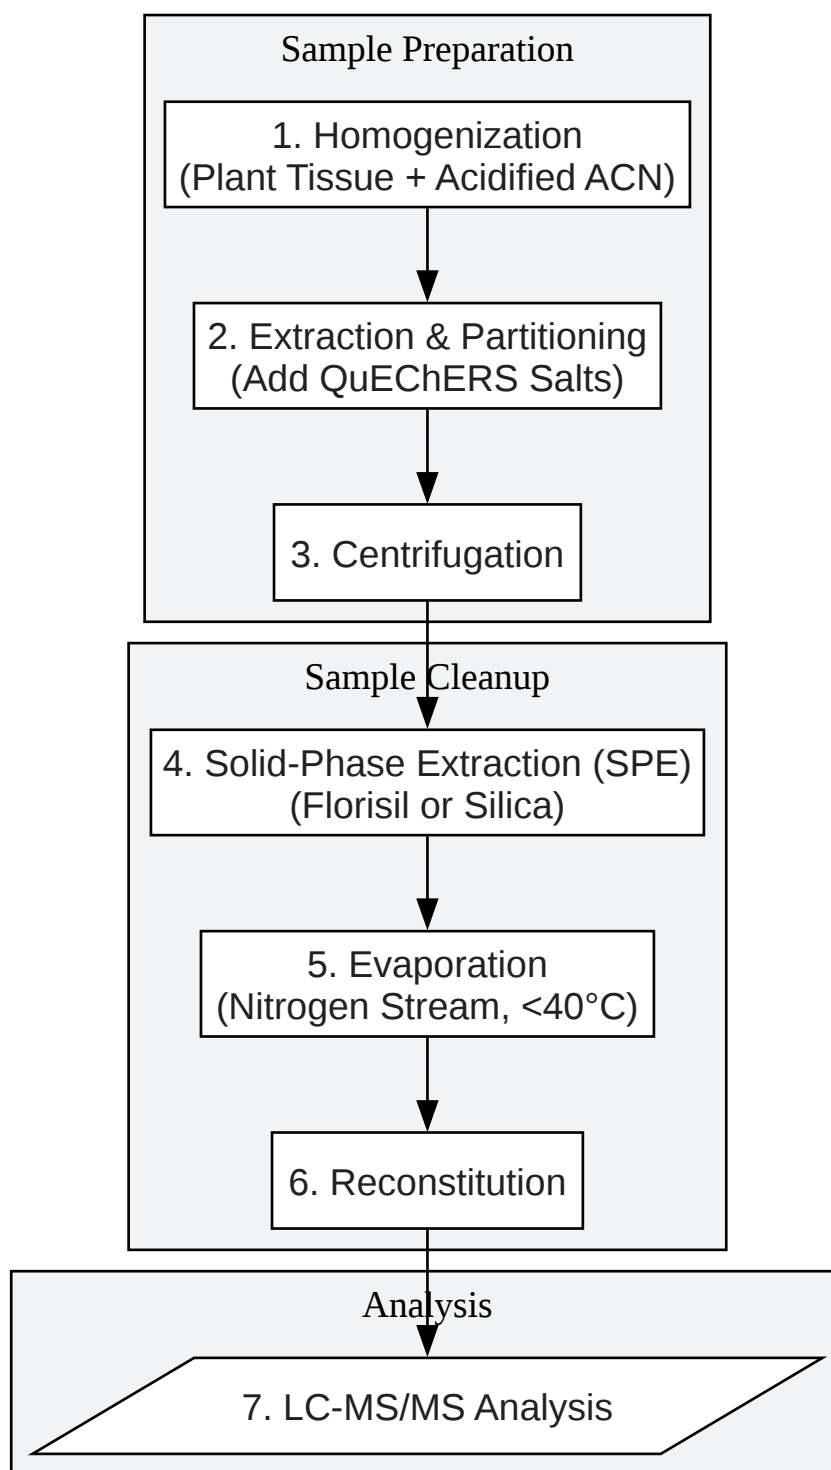 Sample Preparation
1. Homogenization
(Plant Tissue + Acidified ACN)
2. Extraction & Partitioning
(Add QuEChERS Salts)
3. Centrifugation
Sample Cleanup
4. Solid-Phase Extraction (SPE)
(Florisil or Silica)
5. Evaporation
(Nitrogen Stream, <40°C)
6. Reconstitution
Analysis
7. LC-MS/MS Analysis